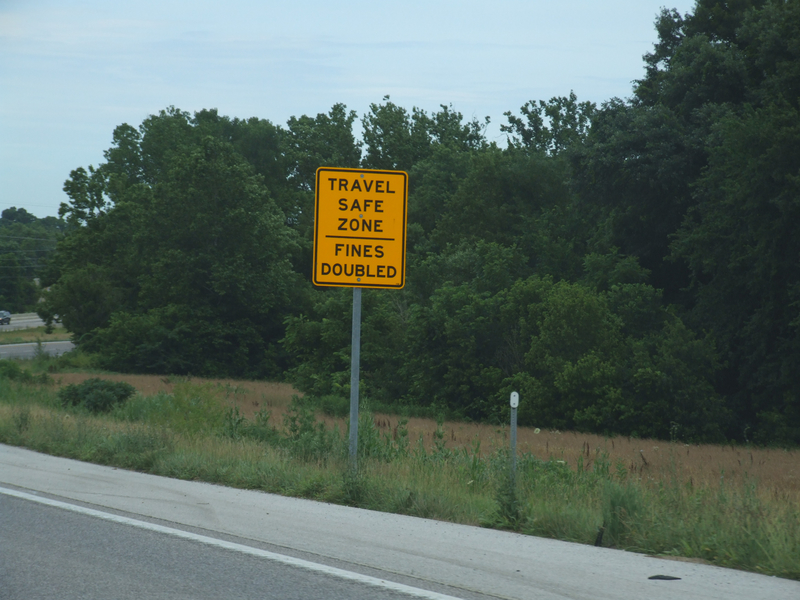 TRAVEL
SAFE
ZONE
FINES
DOUBLED